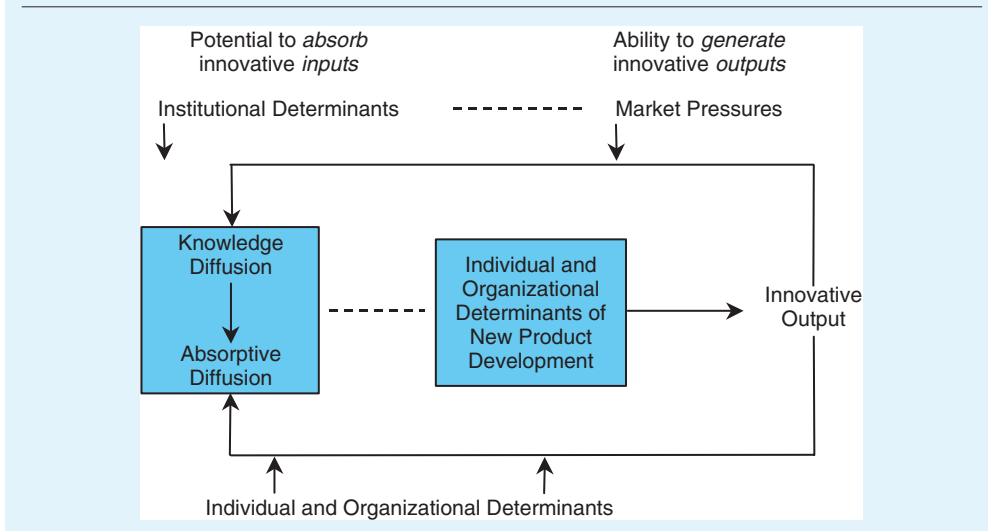 Potential to absorb
innovative inputs
Ability to generate
innovative outputs
Institutional Determinants
Market Pressures
Knowledge
Diffusion
Absorptive
Diffusion
Individual and
Organizational
Determinants of
New Product
Development
Innovative
Output
Individual and Organizational Determinants